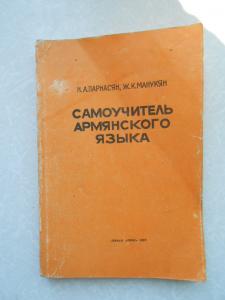 Н.А.ПАРНАСЯН, Ж.К.МАНУКЯН
САМОУЧИТЕЛЬ
АРМЯНСКОГО
ЯЗЫКА